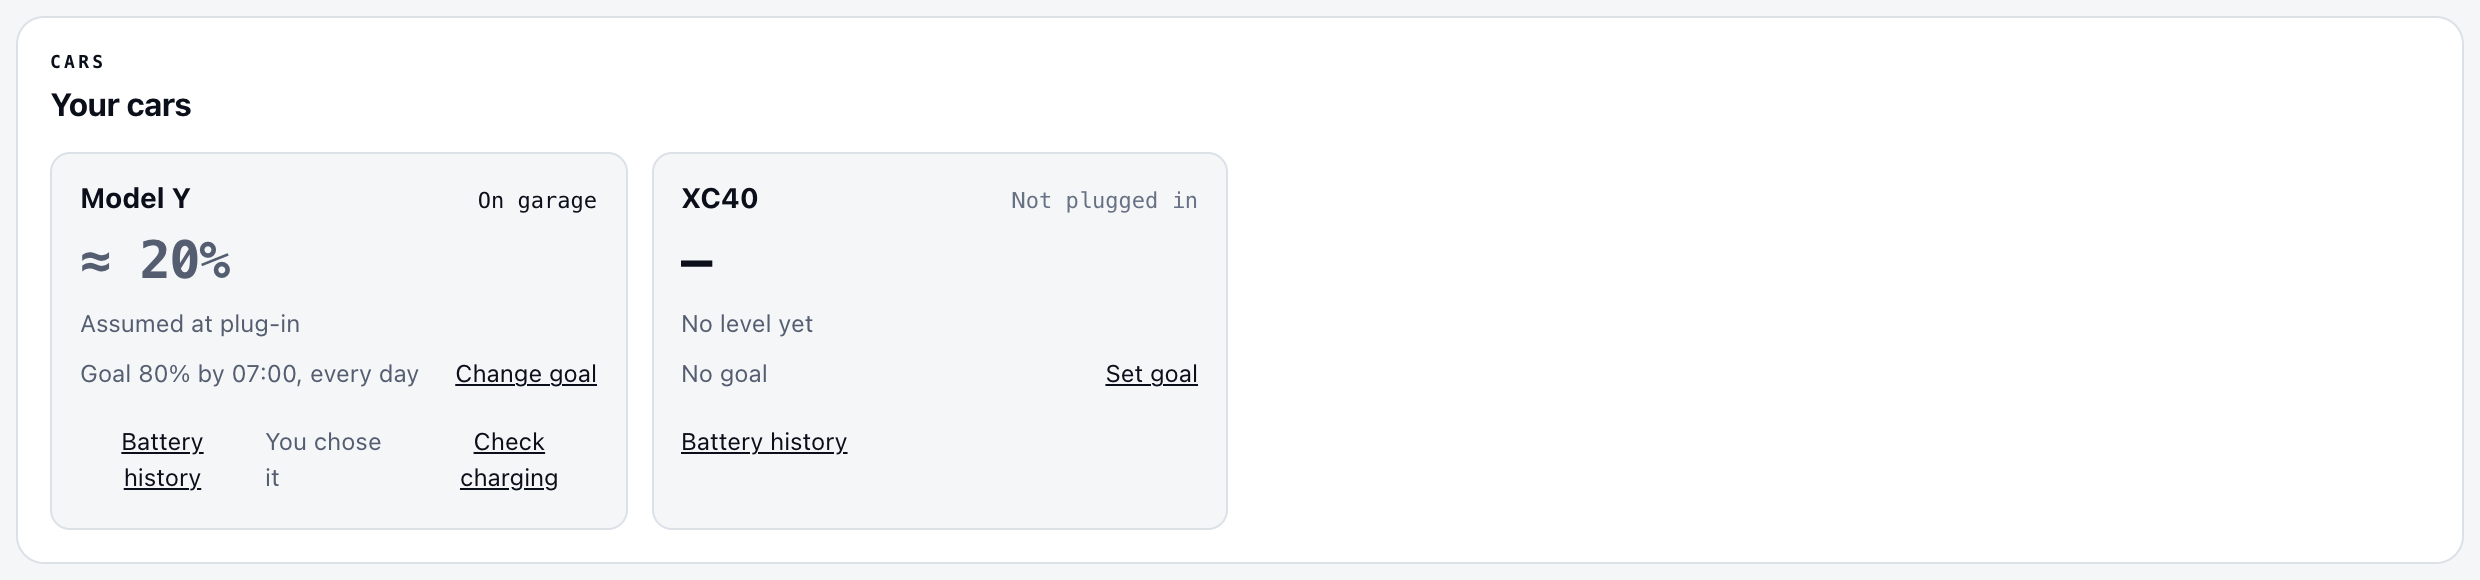 CARS
Your cars
Model Y
On garage
≈ 20%
Assumed at plug-in
Goal 80% by 07:00, every day
Change goal
Battery
history
You chose
it
Check
charging
XC40
Not plugged in
—
No level yet
No goal
Set goal
Battery history